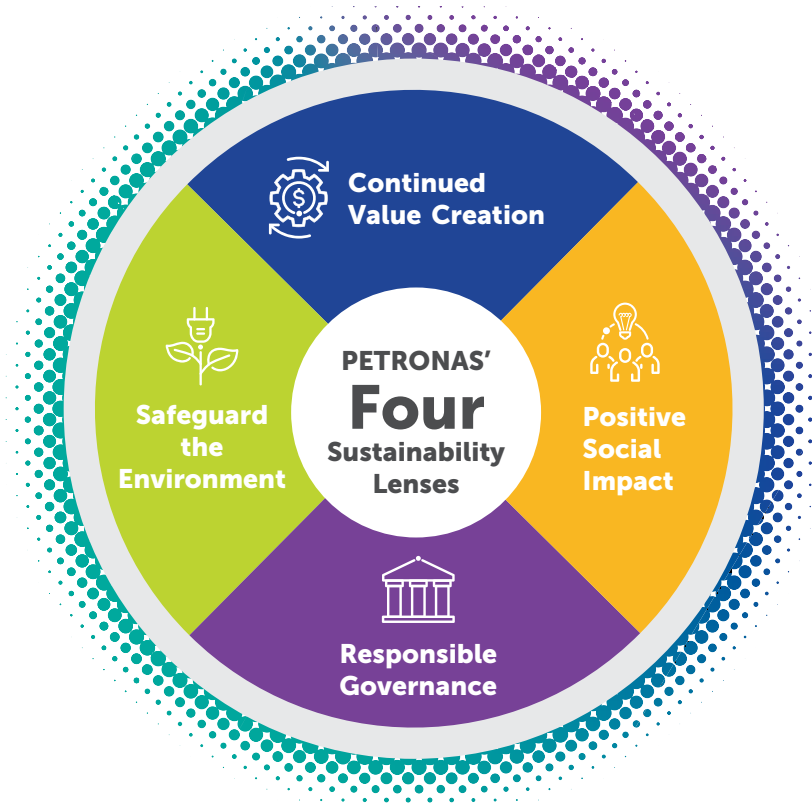 Continued
Value Creation
PETRONAS’
Four
Sustainability
Lenses
Safeguard
the
Environment
Positive
Social
Impact
Responsible
Governance
$